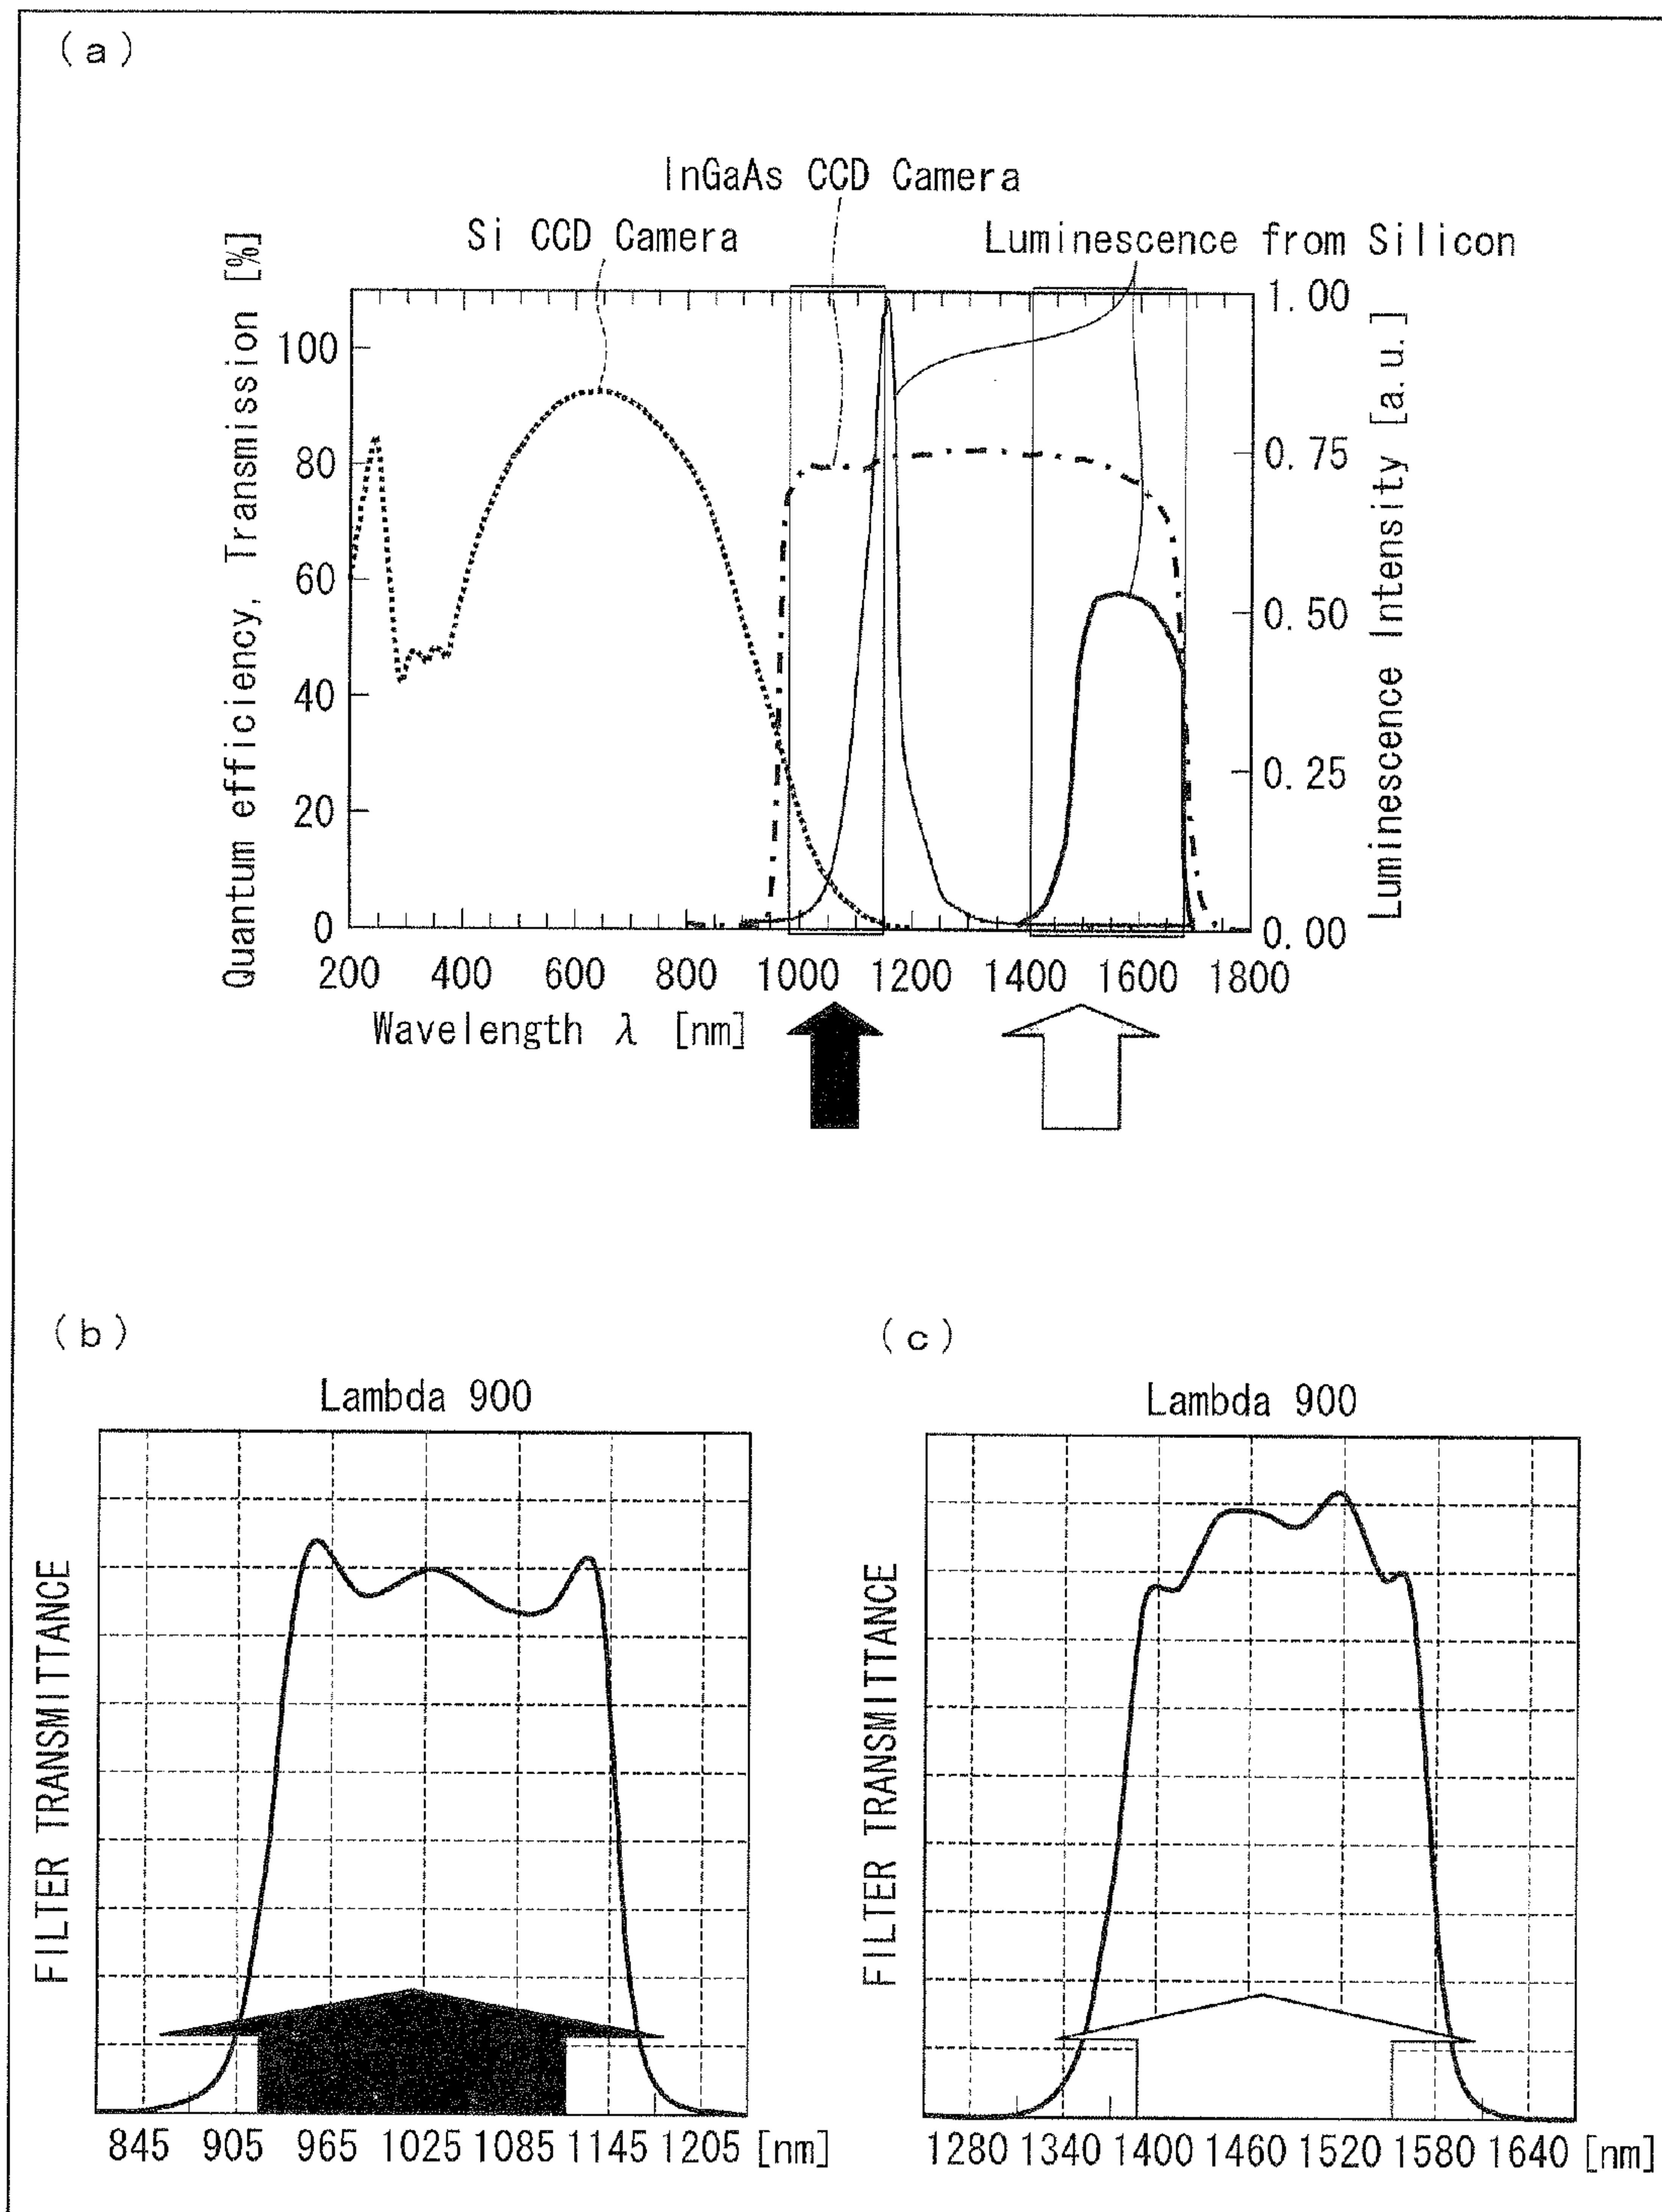 (a)
InGaAs CCD Camera
Si CCD Camera
Luminescence from Silicon
Quantum efficiency, Transmission [%]
100
80
60
40
20
0
1.00
0.75
0.50
0.25
0.00
Luminescence Intensity [a.u.]
200 400 600 800 1000 1200 1400 1600 1800
Wavelength λ [nm]
(b)
Lambda 900
FILTER TRANSMITTANCE
845 905 965 1025 1085 1145 1205 [nm]
(c)
Lambda 900
FILTER TRANSMITTANCE
1280 1340 1400 1460 1520 1580 1640 [nm]